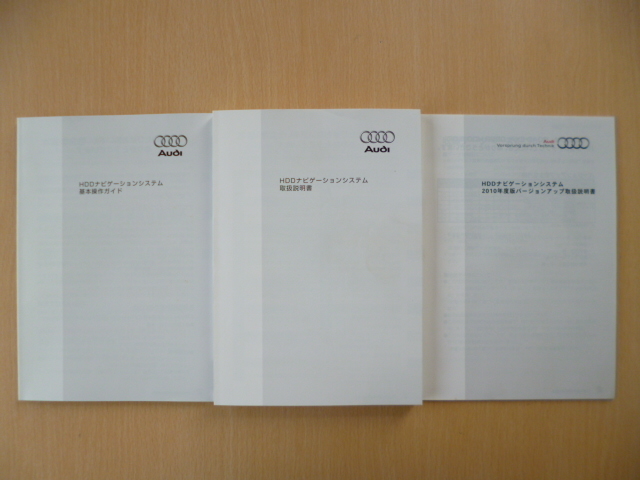 Audi
HDDナビゲーションシステム
基本操作ガイド
Audi
HDDナビゲーションシステム
取扱説明書
Audi
Vorsprung durch Technik
HDDナビゲーションシステム
2010年度版バージョンアップ取扱説明書